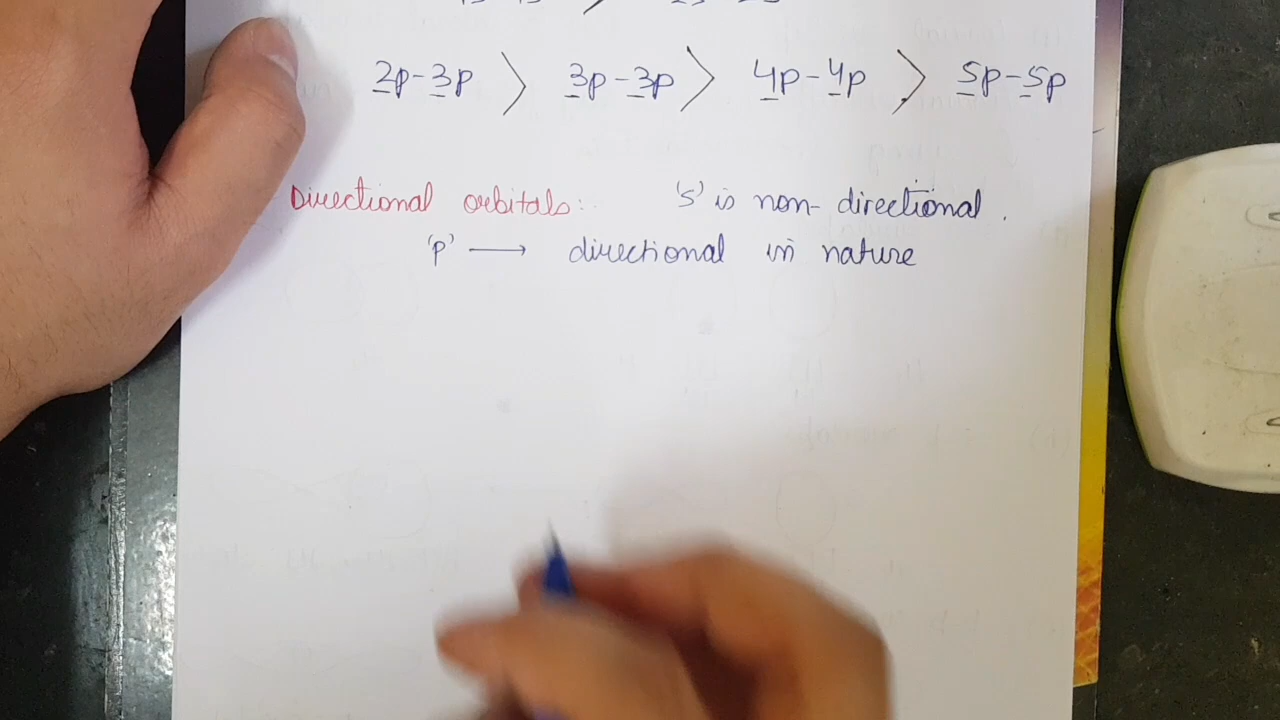 2p-3p > 3p-3p > 4p-4p > 5p-5p
Directional orbitals: 's' is non-directional.
'p' → directional in nature